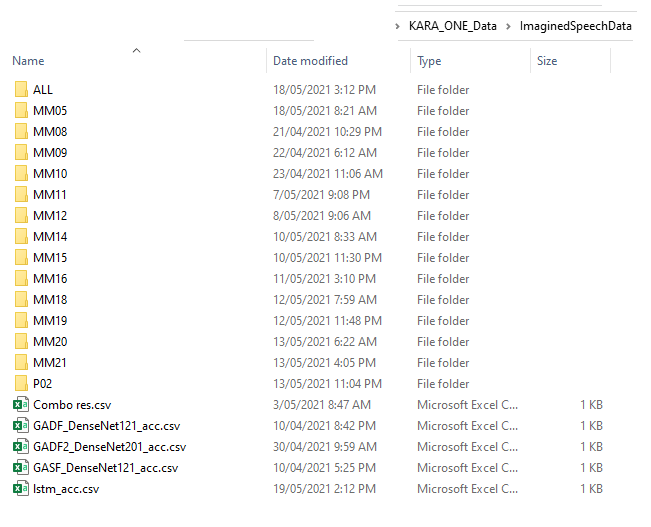 KARA_ONE_Data > ImaginedSpeechData
Name Date modified Type Size
ALL 18/05/2021 3:12 PM File folder
MM05 18/05/2021 8:21 AM File folder
MM08 21/04/2021 10:29 PM File folder
MM09 22/04/2021 6:12 AM File folder
MM10 23/04/2021 11:06 AM File folder
MM11 7/05/2021 9:08 PM File folder
MM12 8/05/2021 9:06 AM File folder
MM14 10/05/2021 8:33 AM File folder
MM15 10/05/2021 11:30 PM File folder
MM16 11/05/2021 3:10 PM File folder
MM18 12/05/2021 7:59 AM File folder
MM19 12/05/2021 11:48 PM File folder
MM20 13/05/2021 6:22 AM File folder
MM21 13/05/2021 4:05 PM File folder
P02 13/05/2021 11:04 PM File folder
Combo res.csv 3/05/2021 8:47 AM Microsoft Excel C... 1 KB
GADF_DenseNet121_acc.csv 10/04/2021 8:42 PM Microsoft Excel C... 1 KB
GADF2_DenseNet201_acc.csv 30/04/2021 9:59 AM Microsoft Excel C... 1 KB
GASF_DenseNet121_acc.csv 10/04/2021 5:25 PM Microsoft Excel C... 1 KB
lstm_acc.csv 19/05/2021 2:12 PM Microsoft Excel C... 1 KB